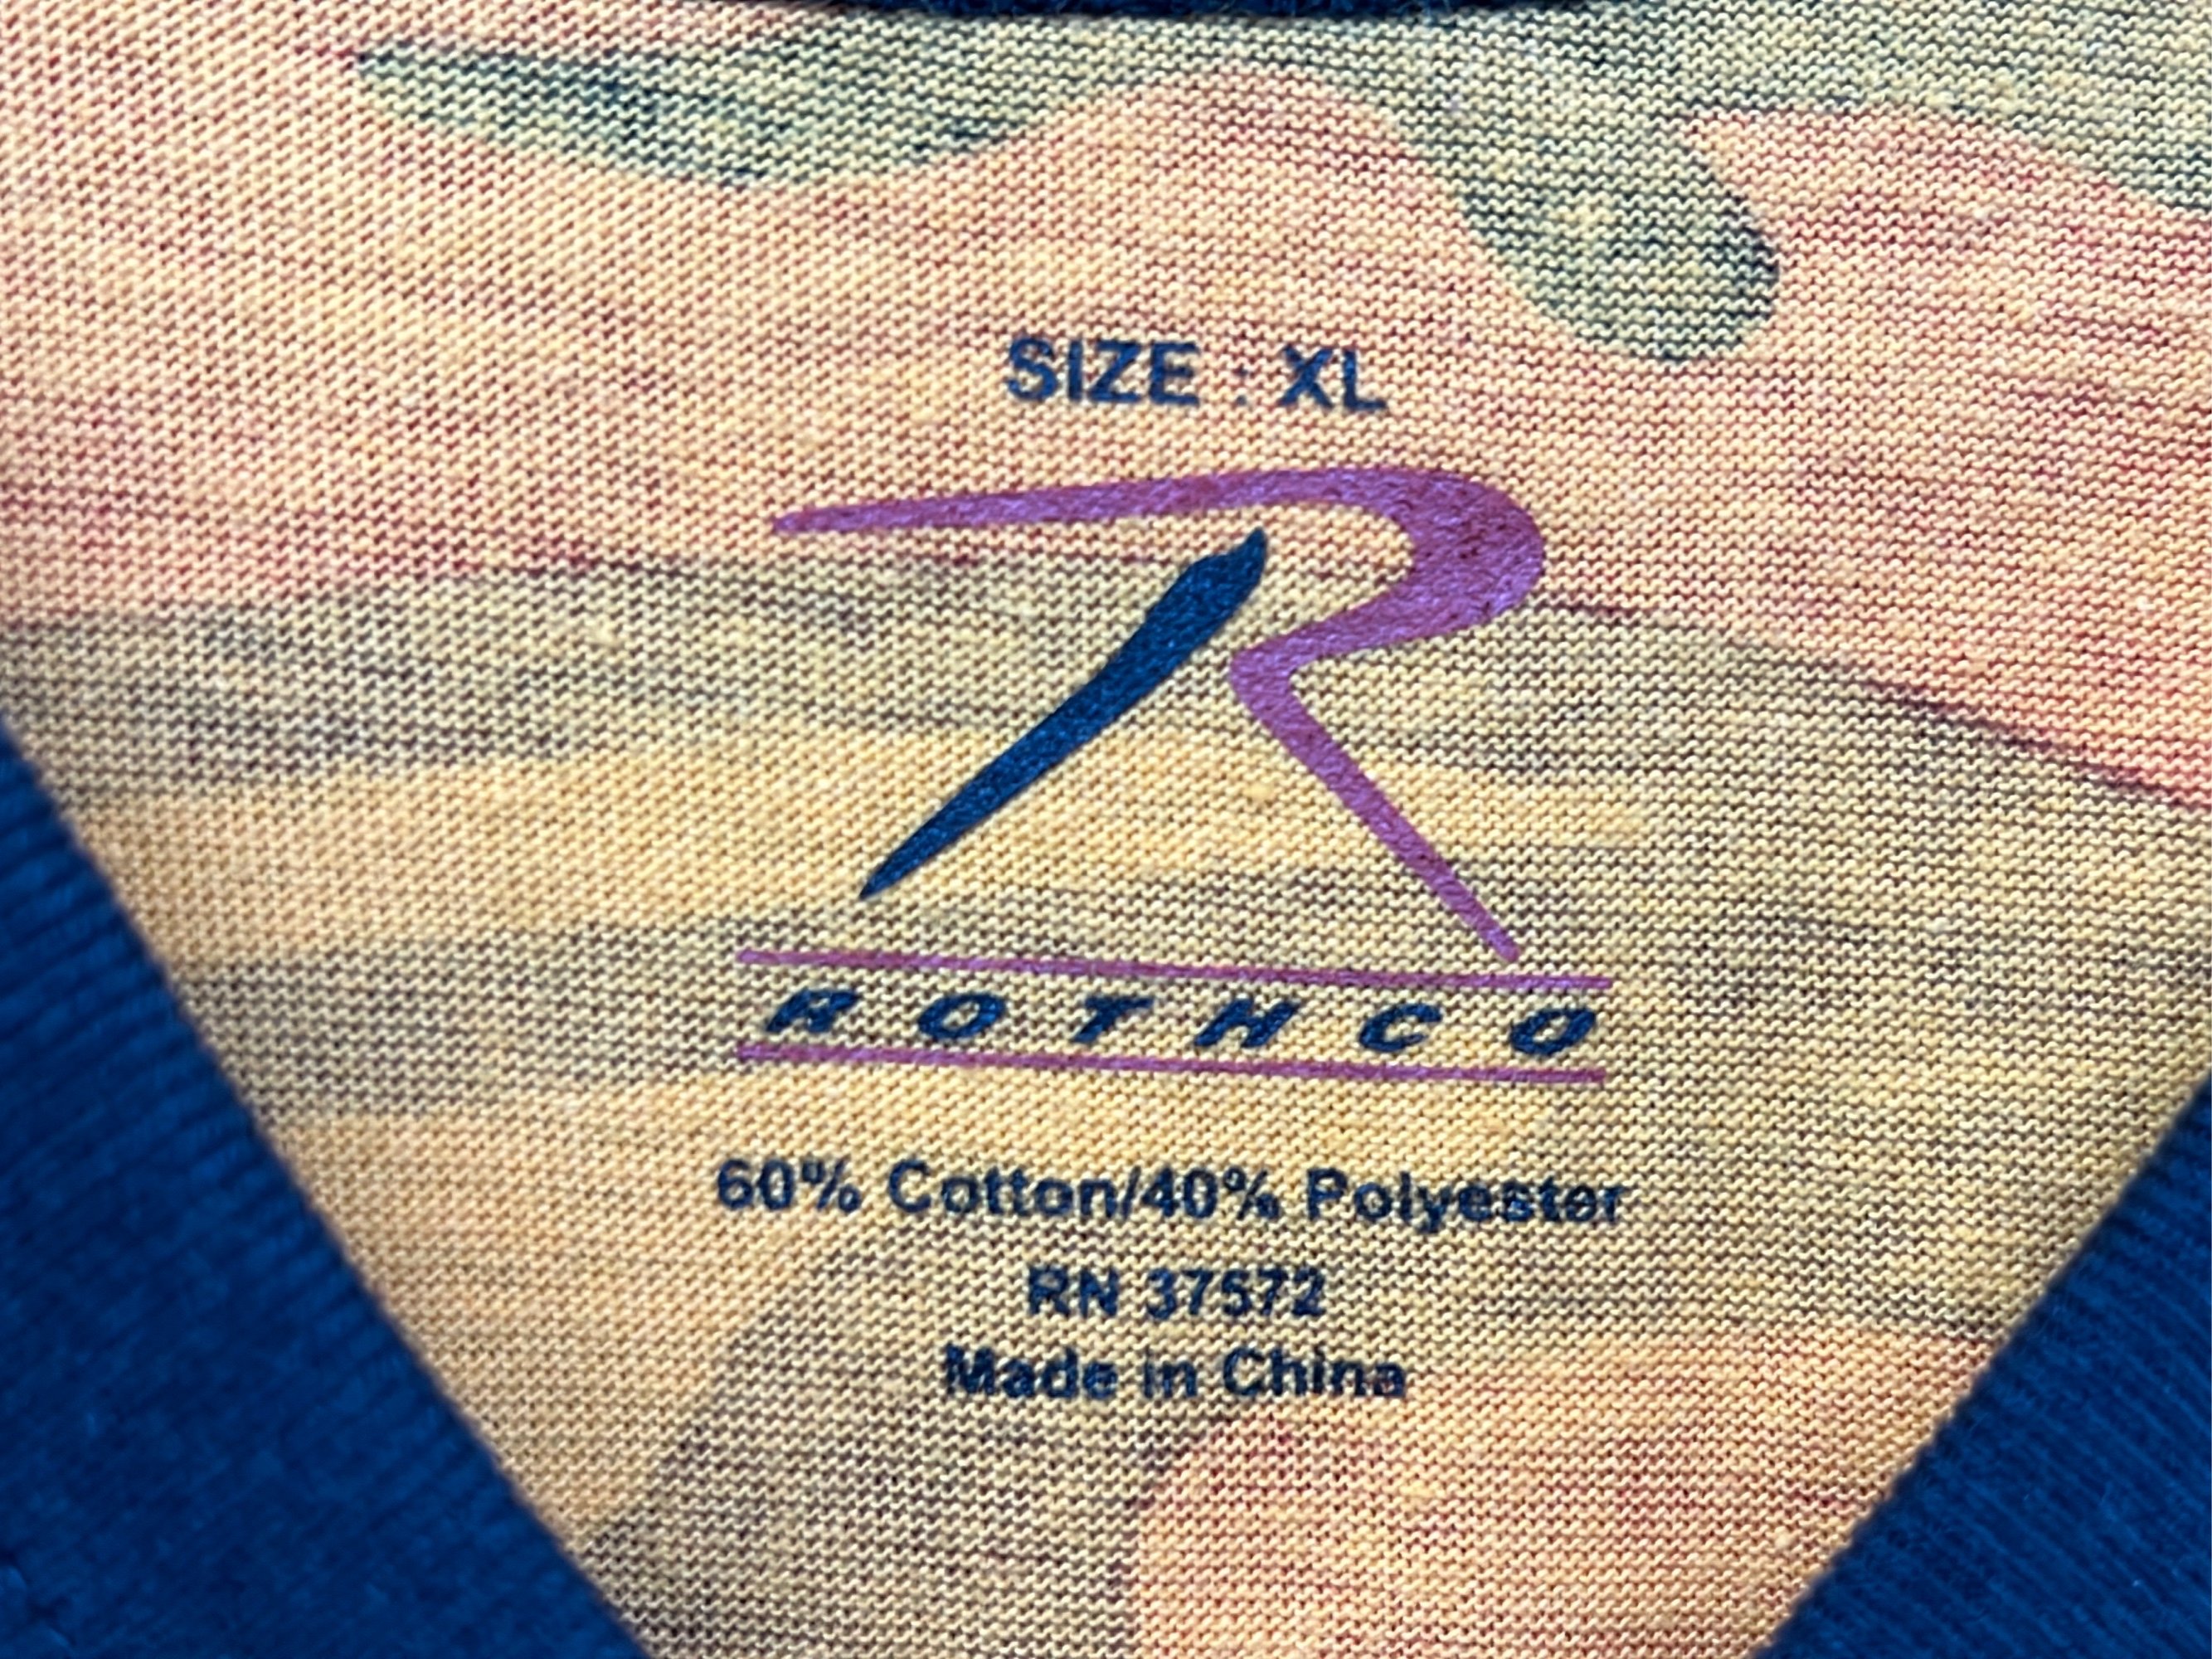 SIZE : XL
R
ROTHCO
60% Cotton/40% Polyester
RN 37572
Made in China